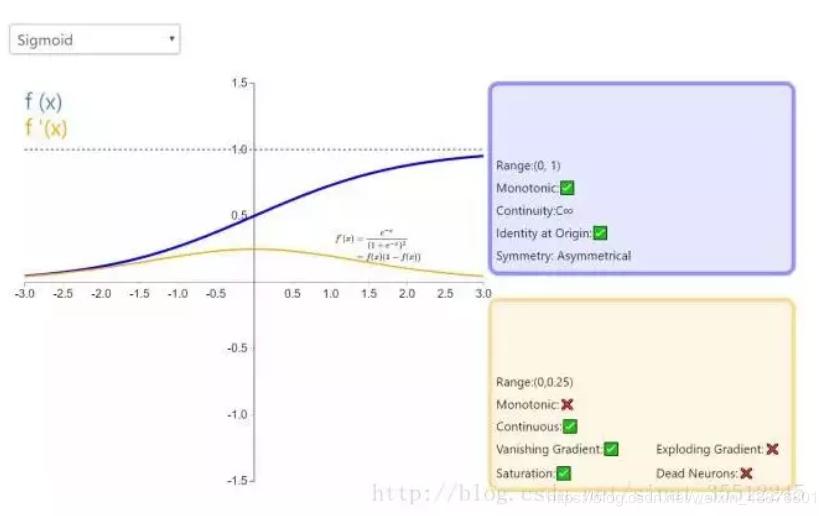 Sigmoid
f (x)
f '(x)
1.5
1.0
0.5
-0.5
-1.0
-1.5
-3.0 -2.5 -2.0 -1.5 -1.0 -0.5 0.5 1.0 1.5 2.0 2.5 3.0
f'(x) = e^{-x} / (1 + e^{-x})^2
= f(x)(1 - f(x))
Range:(0, 1)
Monotonic:✅
Continuity:C∞
Identity at Origin:✅
Symmetry: Asymmetrical
Range:(0,0.25)
Monotonic:❌
Continuous:✅
Vanishing Gradient:✅ Exploding Gradient:❌
Saturation:✅ Dead Neurons:❌
http://blog.csdn.net/